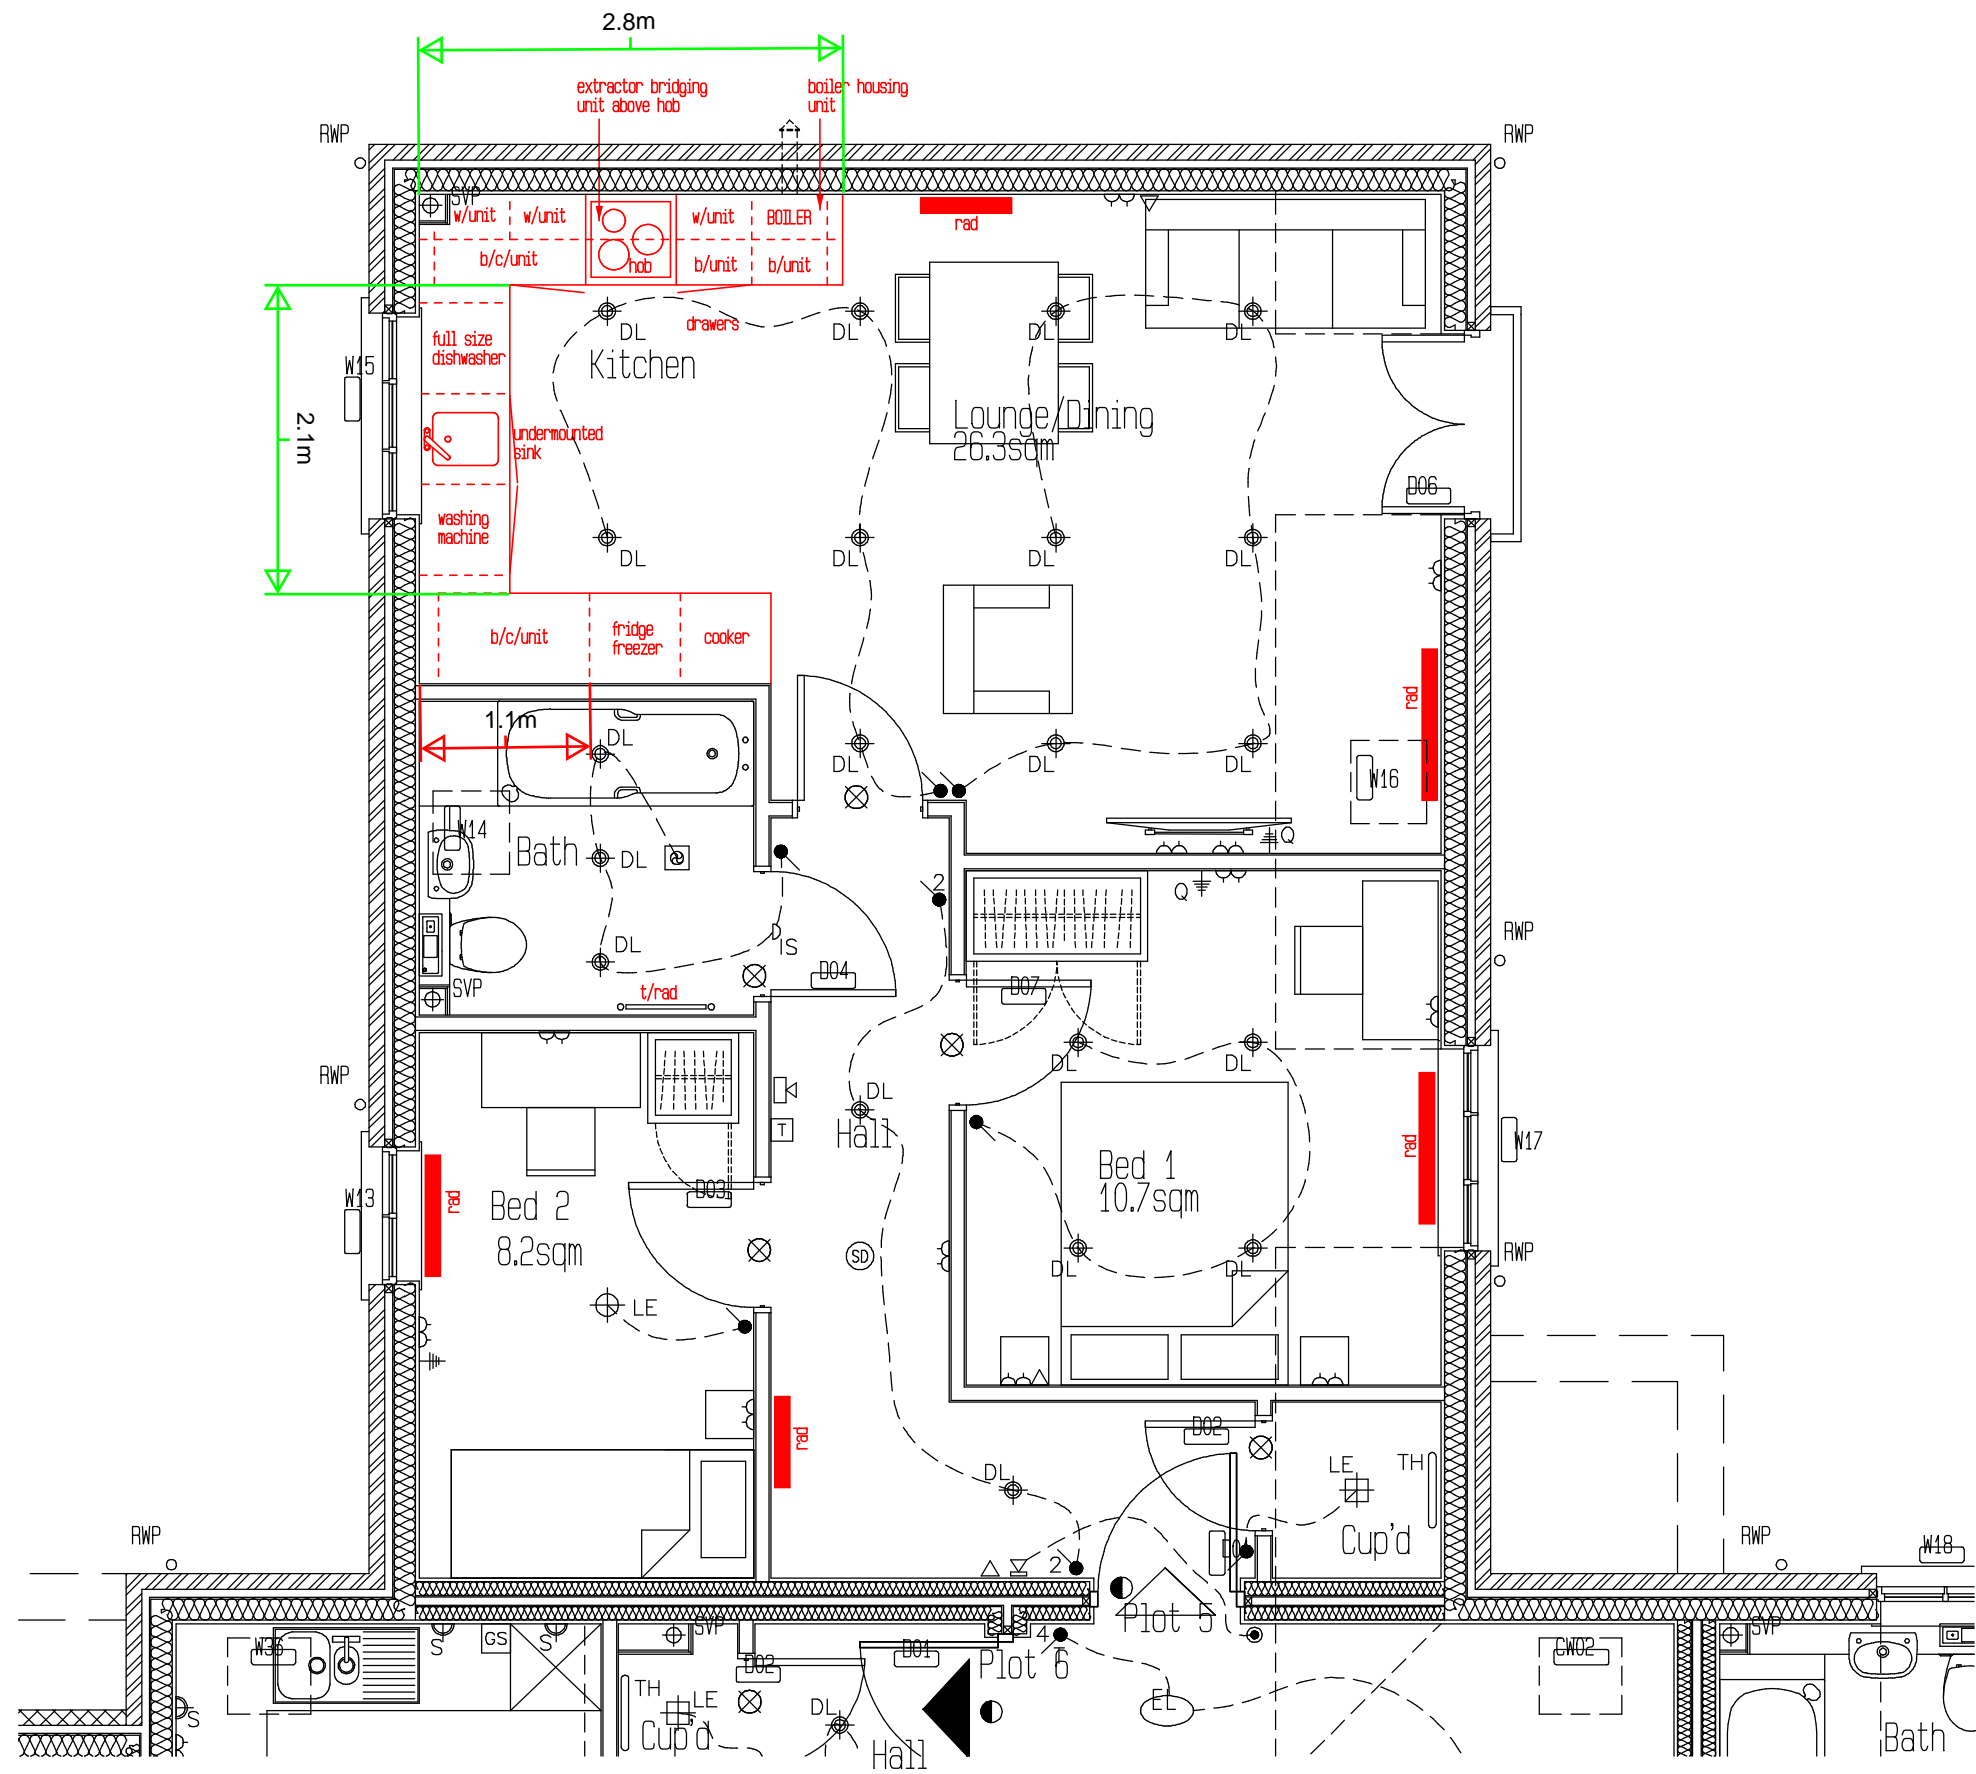 2.8m
extractor bridging
unit above hob
boiler housing
unit
RWP
RWP
SVP
w/unit
w/unit
w/unit
BOILER
rad
b/c/unit
hob
b/unit
b/unit
DL
drawers
DL
DL
DL
full size
dishwasher
W15
Kitchen
2.1m
undermounted
sink
Lounge/Dining
26.3sqm
D06
washing
machine
DL
DL
DL
DL
b/c/unit
fridge
freezer
cooker
rad
1.1m
DL
DL
DL
DL
W16
W14
Bath
DL
Q
Q
2
DL
D
IS
RWP
SVP
D04
D07
t/rad
RWP
DL
DL
DL
T
Hall
W17
rad
Bed 1
10.7sqm
W13
rad
D03
Bed 2
8.2sqm
SD
RWP
DL
DL
LE
rad
D02
DL
LE
TH
RWP
Cup'd
D01
RWP
W18
2
Plot 5
SVP
S
GS
S
4
SVP
W36
D02
D01
Plot 6
T
CW02
TH
LE
DL
EL
S
Cup'd
Hall
Bath